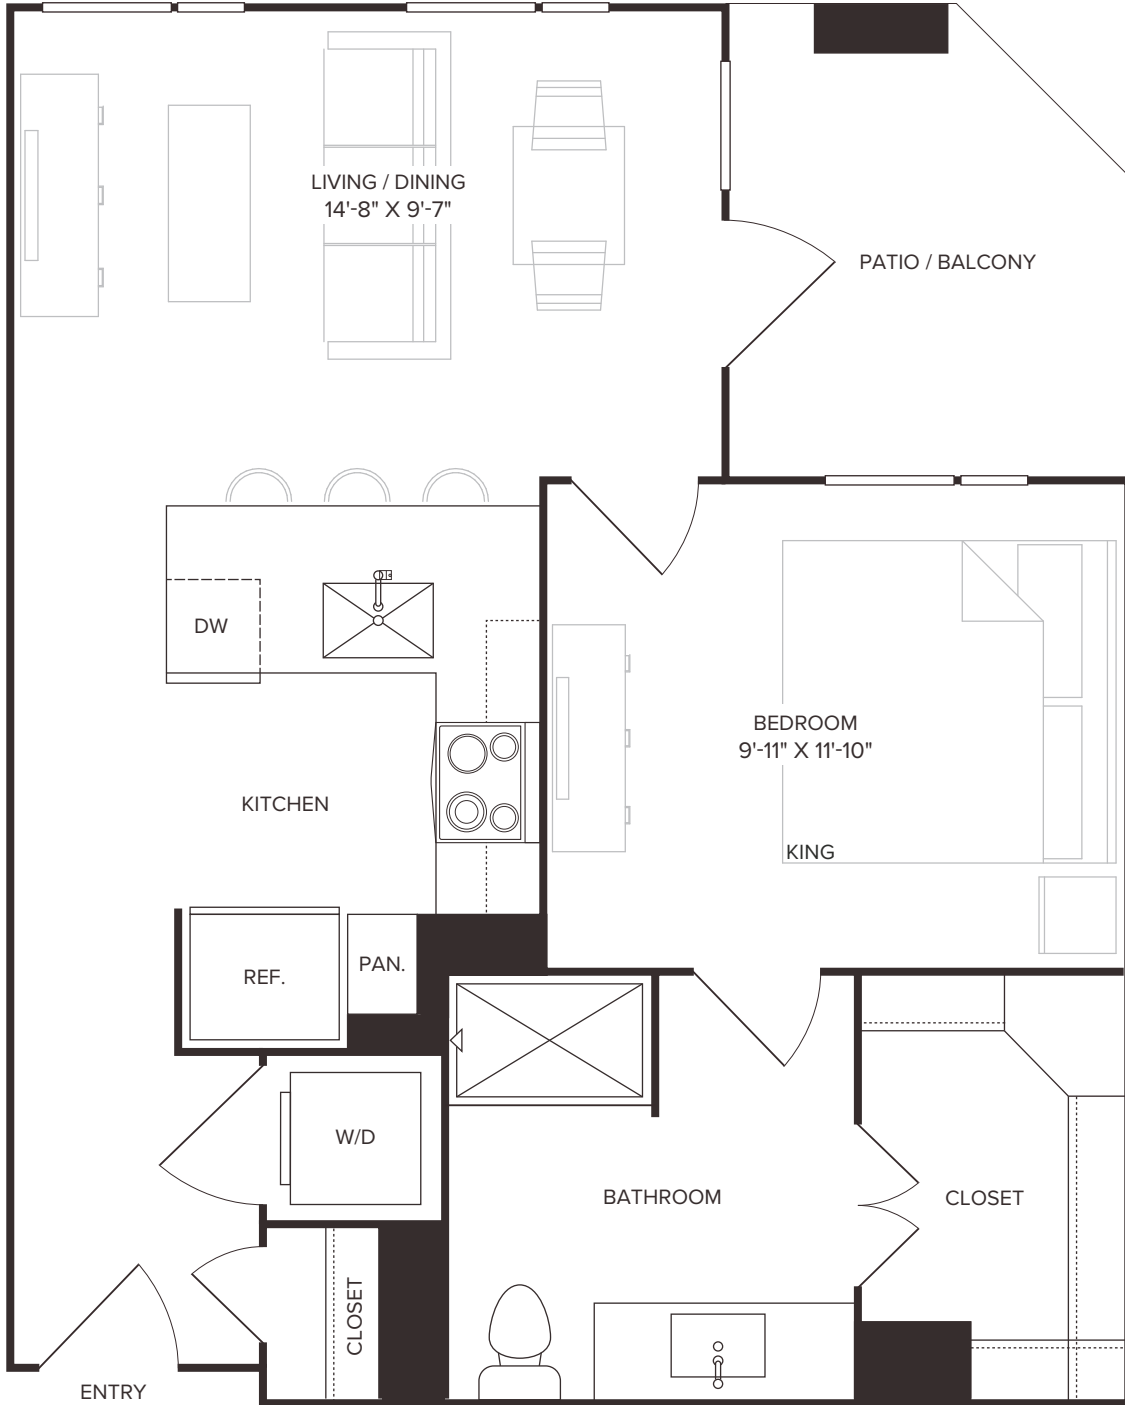 LIVING / DINING
14'-8" X 9'-7"
PATIO / BALCONY
DW
BEDROOM
9'-11" X 11'-10"
KITCHEN
KING
REF.
PAN.
W/D
BATHROOM
CLOSET
CLOSET
ENTRY